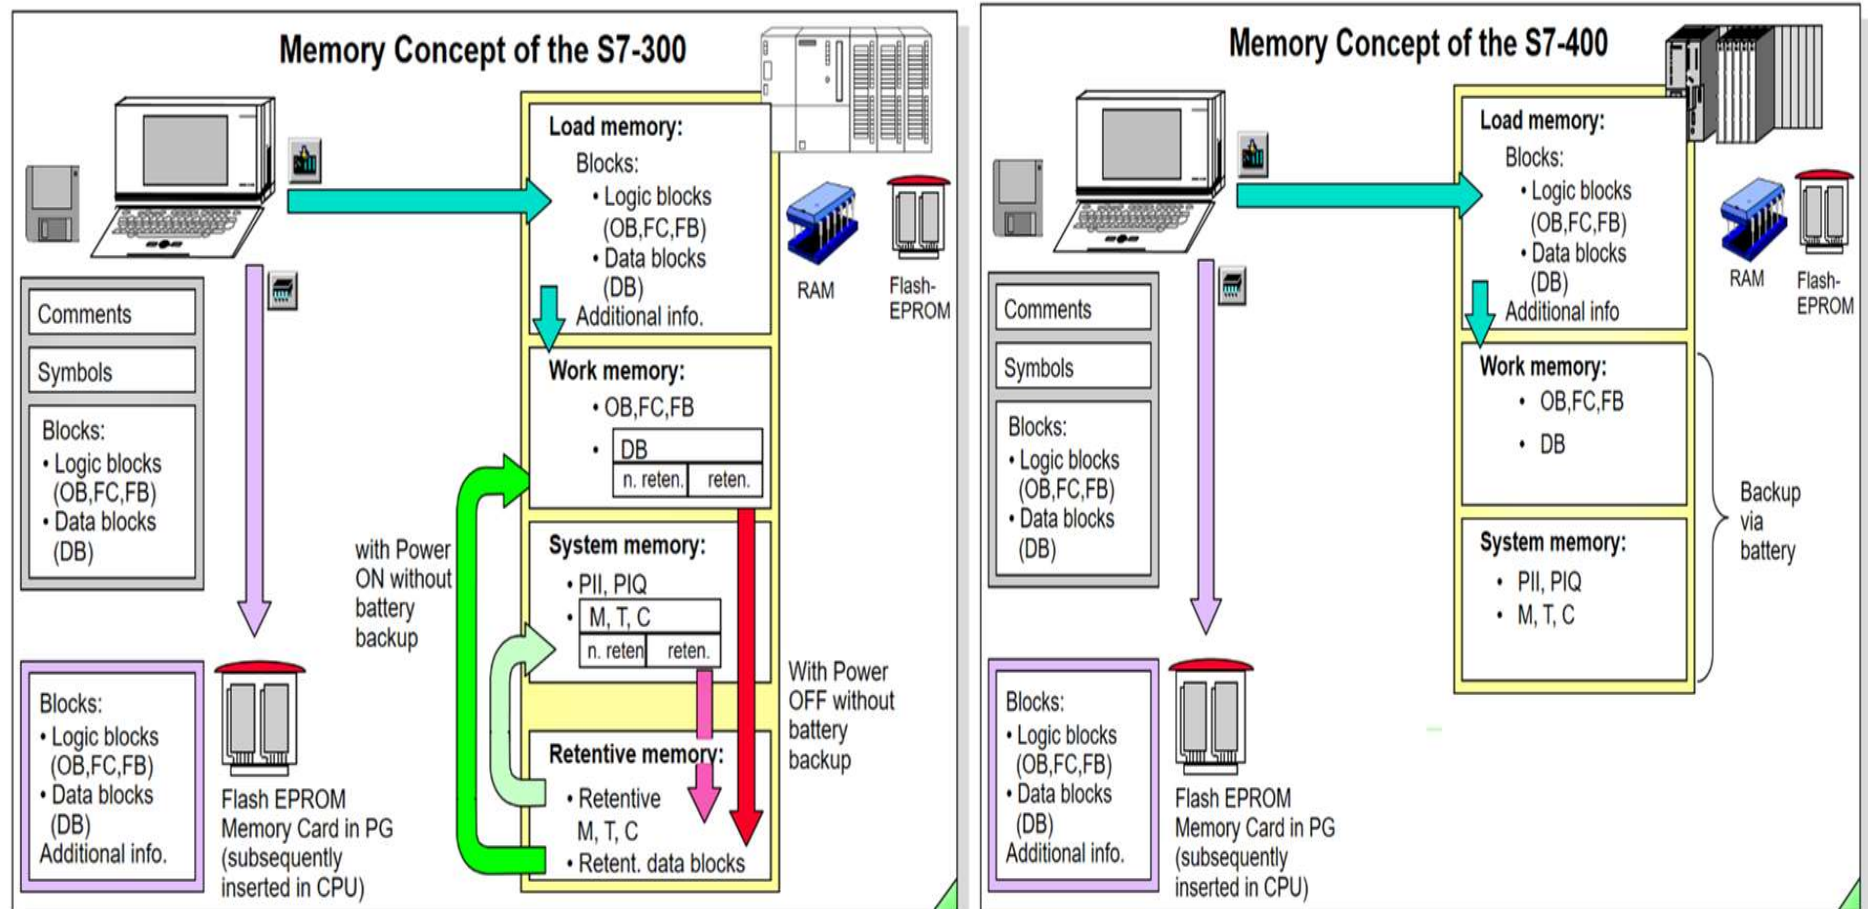 Memory Concept of the S7-300
Load memory:
Blocks:
• Logic blocks
(OB,FC,FB)
• Data blocks
(DB)
Additional info.
RAM
Flash-
EPROM
Comments
Symbols
Blocks:
• Logic blocks
(OB,FC,FB)
• Data blocks
(DB)
Work memory:
• OB,FC,FB
• DB
n. reten. reten.
with Power
ON without
battery
backup
System memory:
• PII, PIQ
• M, T, C
n. reten reten.
With Power
OFF without
battery
backup
Retentive memory:
• Retentive
M, T, C
• Retent. data blocks
Blocks:
• Logic blocks
(OB,FC,FB)
• Data blocks
(DB)
Additional info.
Flash EPROM
Memory Card in PG
(subsequently
inserted in CPU)
Memory Concept of the S7-400
Load memory:
Blocks:
• Logic blocks
(OB,FC,FB)
• Data blocks
(DB)
Additional info
RAM
Flash-
EPROM
Comments
Symbols
Blocks:
• Logic blocks
(OB,FC,FB)
• Data blocks
(DB)
Work memory:
• OB,FC,FB
• DB
System memory:
• PII, PIQ
• M, T, C
Backup
via
battery
Blocks:
• Logic blocks
(OB,FC,FB)
• Data blocks
(DB)
Additional info.
Flash EPROM
Memory Card in PG
(subsequently
inserted in CPU)